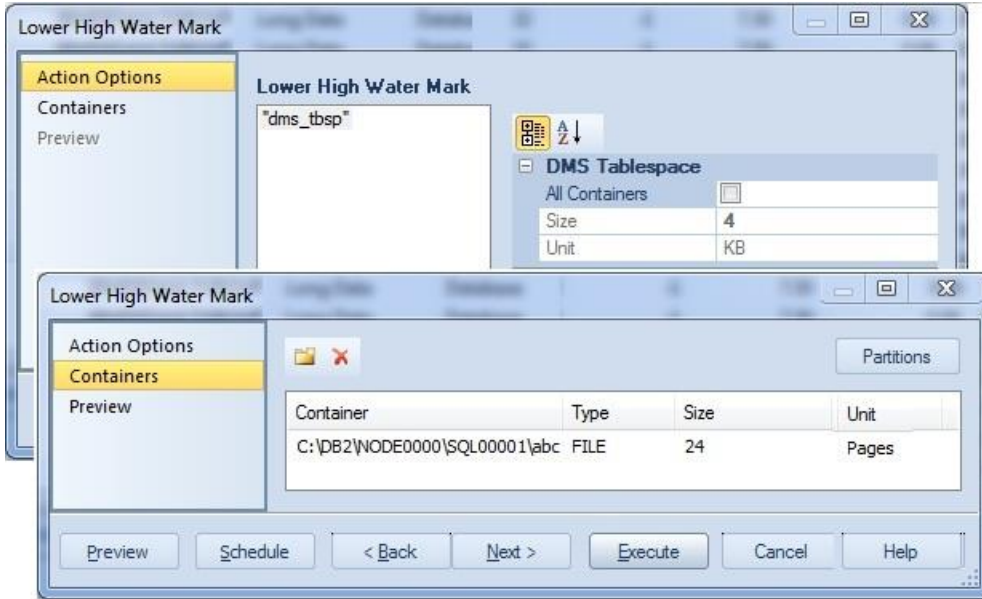 Lower High Water Mark
Action Options
Containers
Preview
Lower High Water Mark
"dms_tbsp"
A
Z
DMS Tablespace
All Containers
Size 4
Unit KB
Lower High Water Mark
Action Options
Containers
Preview
Partitions
Container Type Size Unit
C:\DB2\NODE0000\SQL00001\abc FILE 24 Pages
Preview Schedule < Back Next > Execute Cancel Help